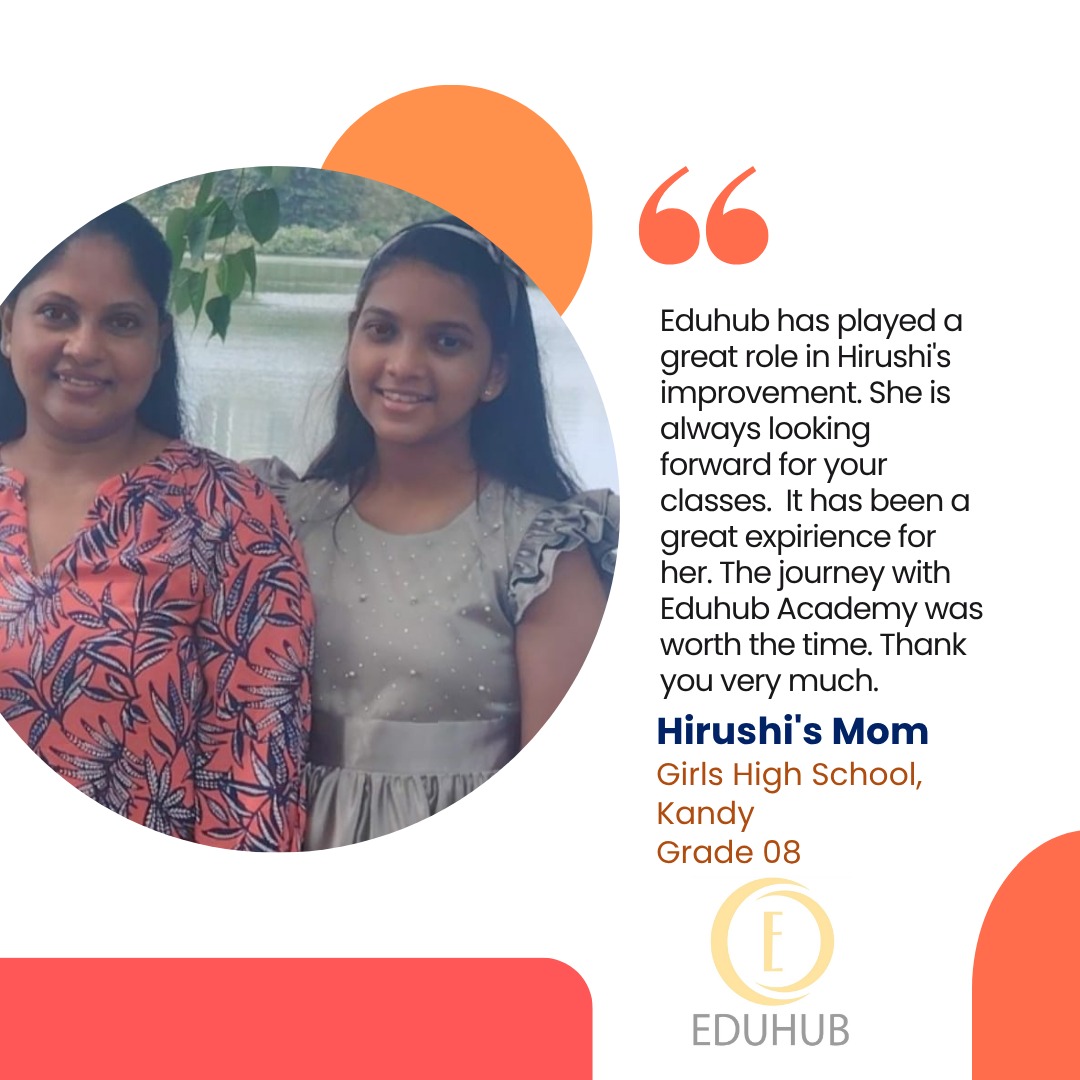 Eduhub has played a
great role in Hirushi's
improvement. She is
always looking
forward for your
classes.  It has been a
great expirience for
her. The journey with
Eduhub Academy was
worth the time. Thank
you very much.
Hirushi's Mom
Girls High School,
Kandy
Grade 08
E
EDUHUB